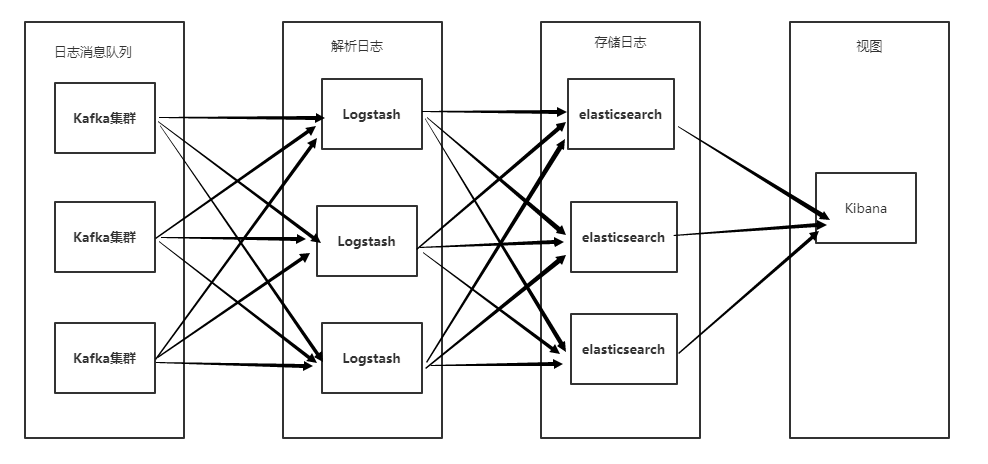 日志消息队列
Kafka集群
Kafka集群
Kafka集群
解析日志
Logstash
Logstash
Logstash
存储日志
elasticsearch
elasticsearch
elasticsearch
视图
Kibana